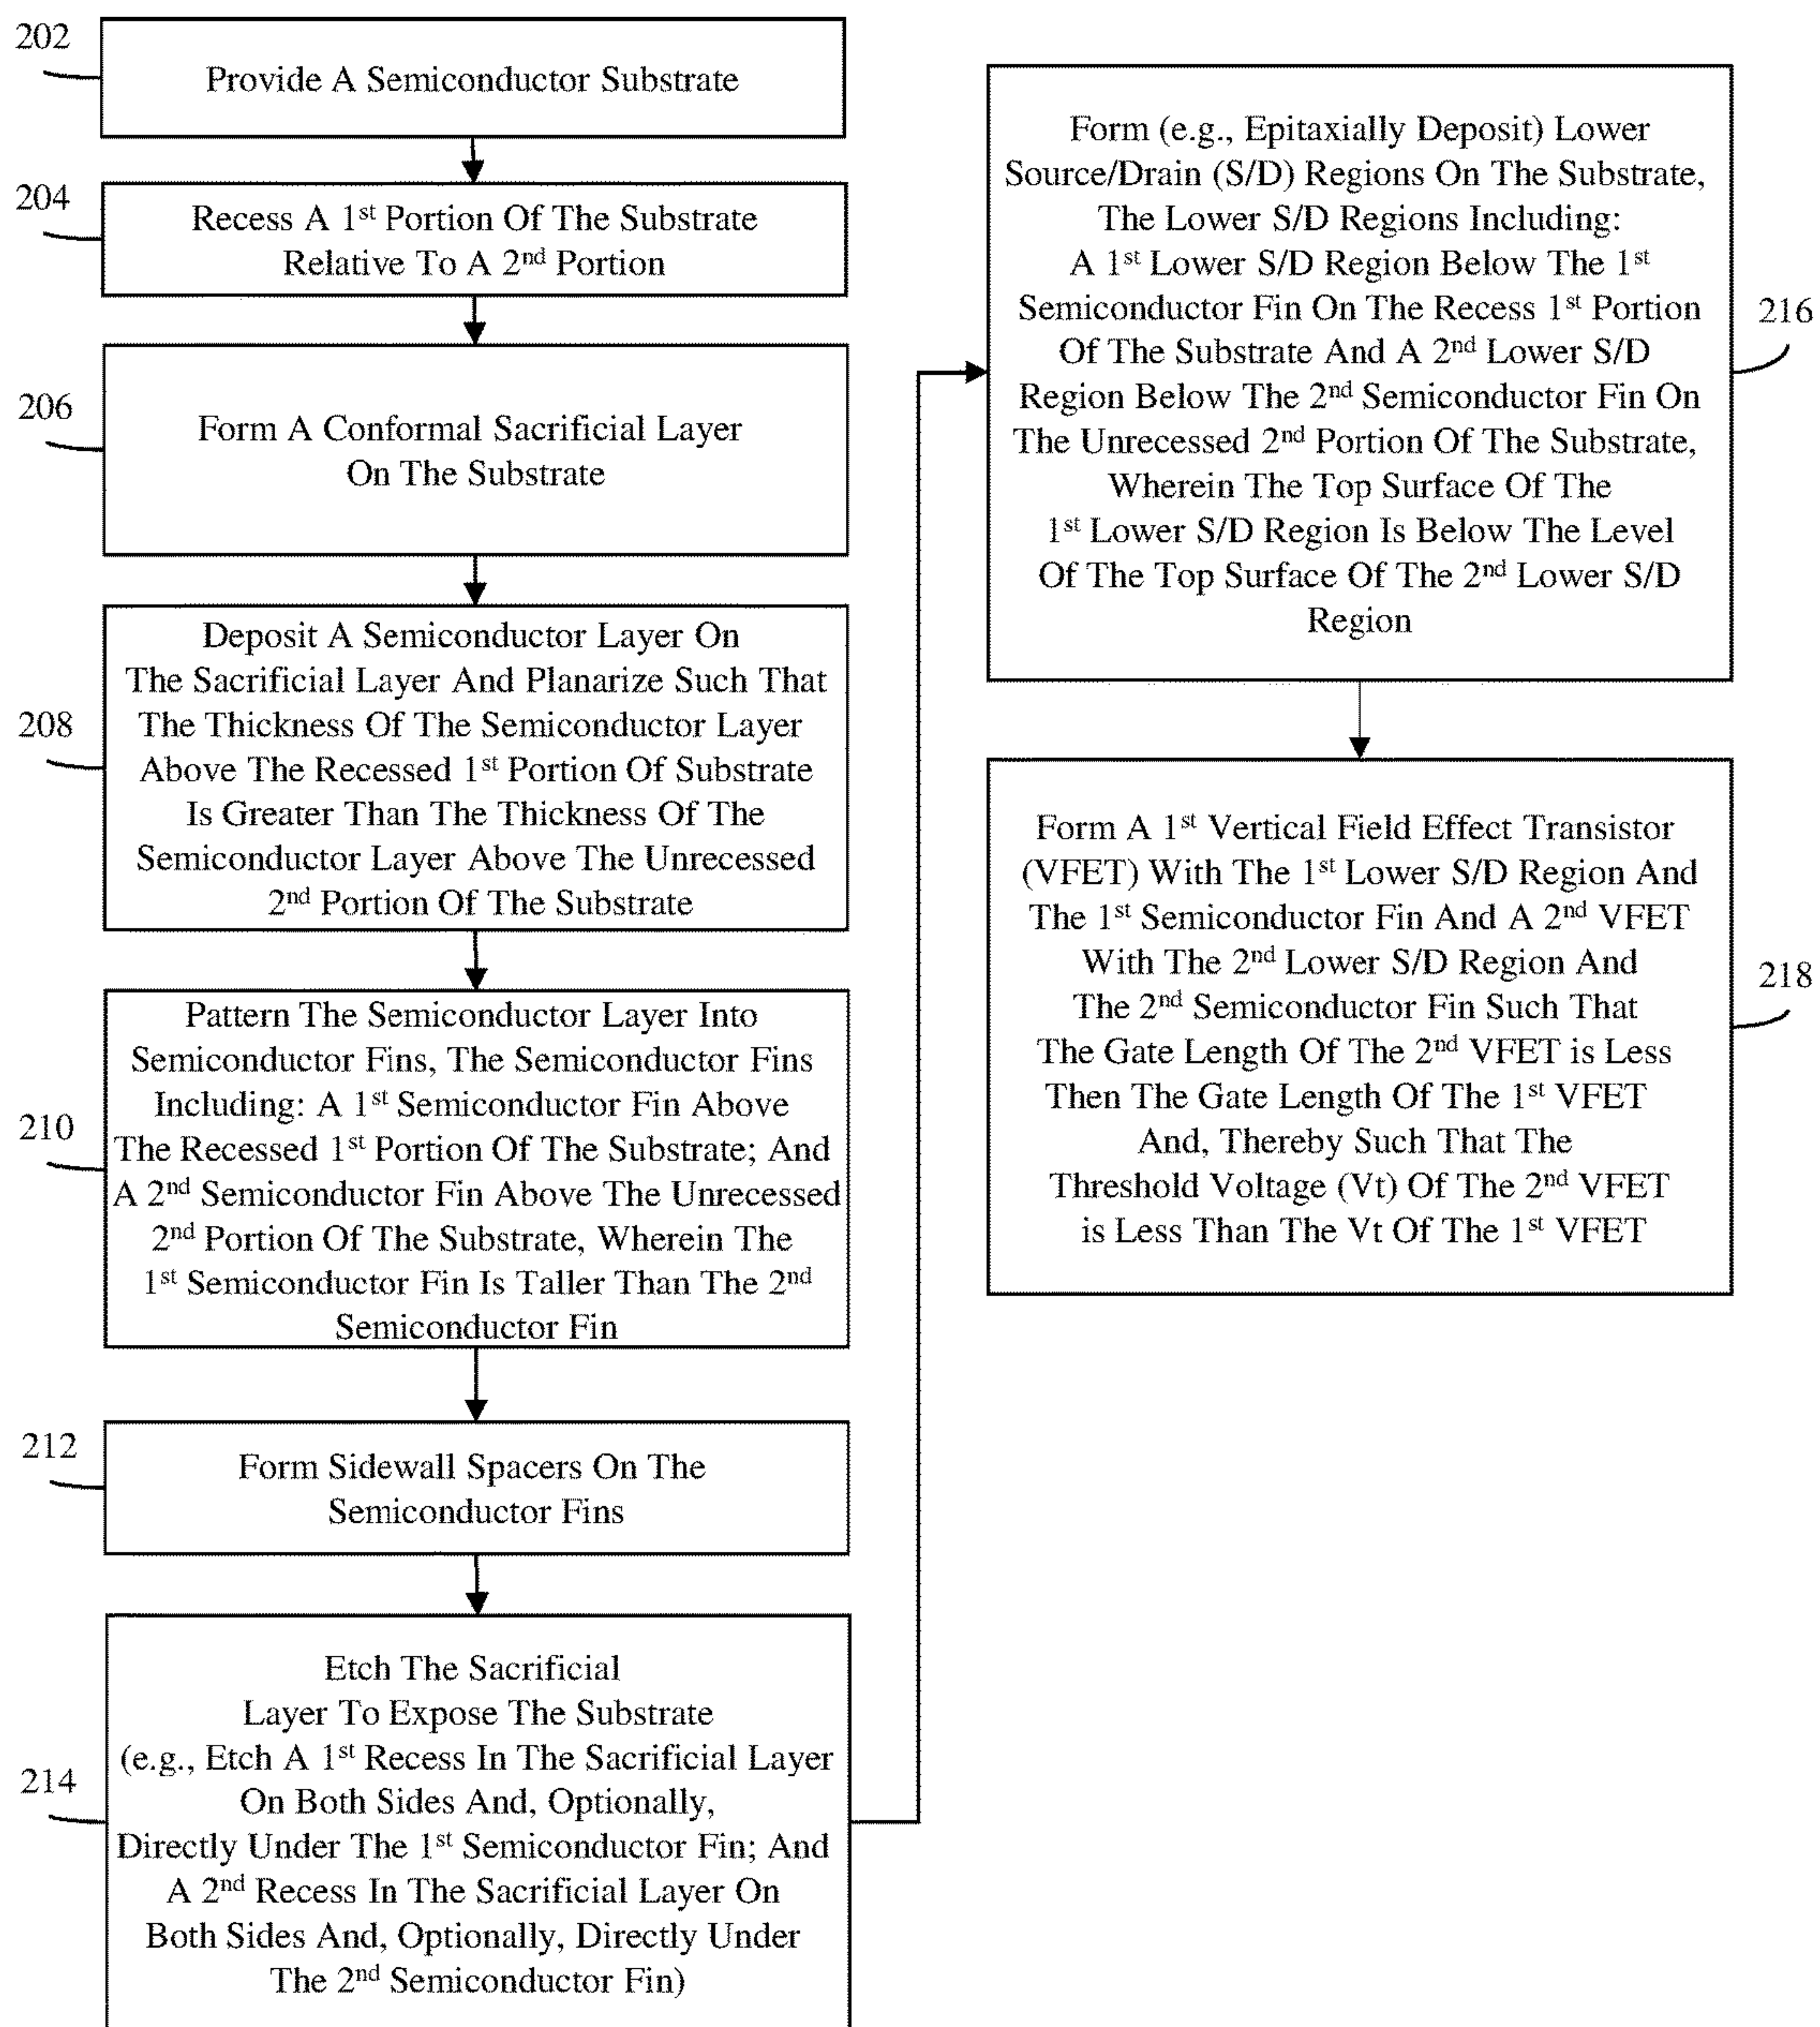 202
Provide A Semiconductor Substrate
204
Recess A 1st Portion Of The Substrate
Relative To A 2nd Portion
206
Form A Conformal Sacrificial Layer
On The Substrate
208
Deposit A Semiconductor Layer On
The Sacrificial Layer And Planarize Such That
The Thickness Of The Semiconductor Layer
Above The Recessed 1st Portion Of Substrate
Is Greater Than The Thickness Of The
Semiconductor Layer Above The Unrecessed
2nd Portion Of The Substrate
210
Pattern The Semiconductor Layer Into
Semiconductor Fins, The Semiconductor Fins
Including: A 1st Semiconductor Fin Above
The Recessed 1st Portion Of The Substrate; And
A 2nd Semiconductor Fin Above The Unrecessed
2nd Portion Of The Substrate, Wherein The
1st Semiconductor Fin Is Taller Than The 2nd
Semiconductor Fin
212
Form Sidewall Spacers On The
Semiconductor Fins
214
Etch The Sacrificial
Layer To Expose The Substrate
(e.g., Etch A 1st Recess In The Sacrificial Layer
On Both Sides And, Optionally,
Directly Under The 1st Semiconductor Fin; And
A 2nd Recess In The Sacrificial Layer On
Both Sides And, Optionally, Directly Under
The 2nd Semiconductor Fin)
Form (e.g., Epitaxially Deposit) Lower
Source/Drain (S/D) Regions On The Substrate,
The Lower S/D Regions Including:
A 1st Lower S/D Region Below The 1st
Semiconductor Fin On The Recess 1st Portion
Of The Substrate And A 2nd Lower S/D
Region Below The 2nd Semiconductor Fin On
The Unrecessed 2nd Portion Of The Substrate,
Wherein The Top Surface Of The
1st Lower S/D Region Is Below The Level
Of The Top Surface Of The 2nd Lower S/D
Region
216
Form A 1st Vertical Field Effect Transistor
(VFET) With The 1st Lower S/D Region And
The 1st Semiconductor Fin And A 2nd VFET
With The 2nd Lower S/D Region And
The 2nd Semiconductor Fin Such That
The Gate Length Of The 2nd VFET is Less
Then The Gate Length Of The 1st VFET
And, Thereby Such That The
Threshold Voltage (Vt) Of The 2nd VFET
is Less Than The Vt Of The 1st VFET
218